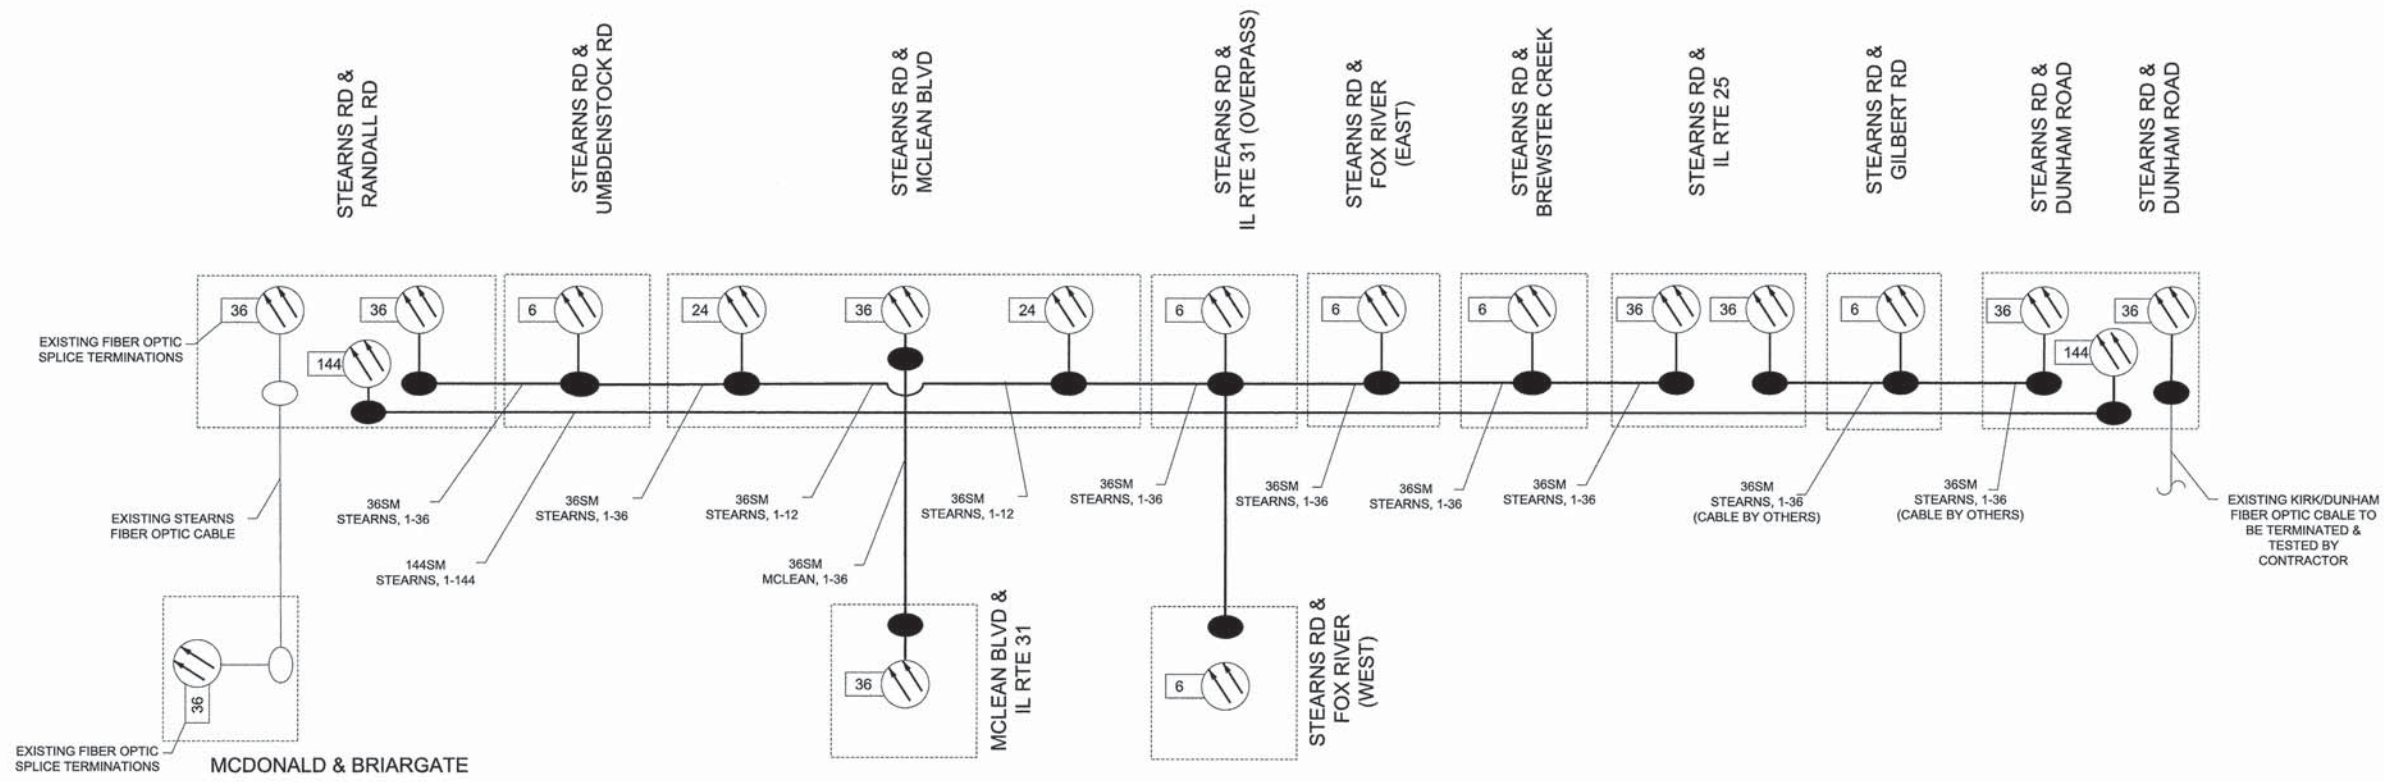 STEARNS RD &
RANDALL RD
STEARNS RD &
UMBDENSTOCK RD
STEARNS RD &
MCLEAN BLVD
STEARNS RD &
IL RTE 31 (OVERPASS)
STEARNS RD &
FOX RIVER
(EAST)
STEARNS RD &
BREWSTER CREEK
STEARNS RD &
IL RTE 25
STEARNS RD &
GILBERT RD
STEARNS RD &
DUNHAM ROAD
STEARNS RD &
DUNHAM ROAD
36
36
6
24
36
24
6
6
6
36
36
6
36
36
144
144
EXISTING FIBER OPTIC
SPLICE TERMINATIONS
36SM
STEARNS, 1-36
36SM
STEARNS, 1-36
36SM
STEARNS, 1-12
36SM
STEARNS, 1-12
36SM
STEARNS, 1-36
36SM
STEARNS, 1-36
36SM
STEARNS, 1-36
36SM
STEARNS, 1-36
36SM
STEARNS, 1-36
(CABLE BY OTHERS)
36SM
STEARNS, 1-36
(CABLE BY OTHERS)
EXISTING KIRK/DUNHAM
FIBER OPTIC CBALE TO
BE TERMINATED &
TESTED BY
CONTRACTOR
EXISTING STEARNS
FIBER OPTIC CABLE
144SM
STEARNS, 1-144
36SM
MCLEAN, 1-36
MCLEAN BLVD &
IL RTE 31
STEARNS RD &
FOX RIVER
(WEST)
36
6
36
EXISTING FIBER OPTIC
SPLICE TERMINATIONS
MCDONALD & BRIARGATE